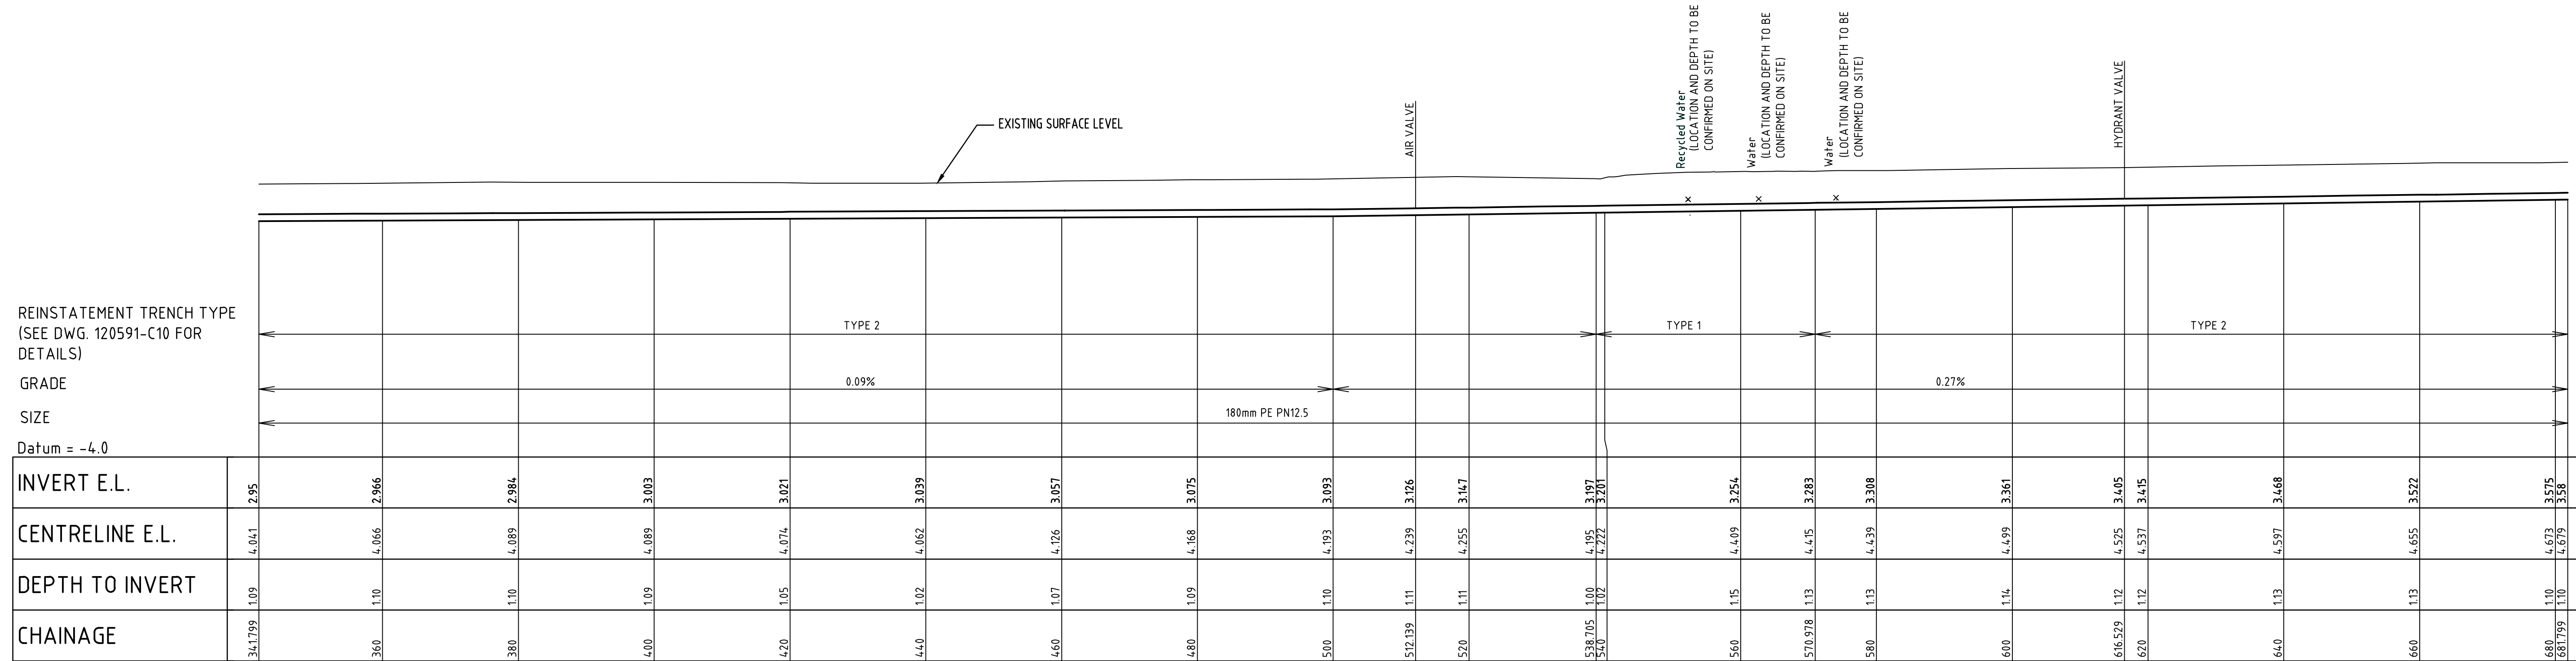 Recycled Water
(LOCATION AND DEPTH TO BE
CONFIRMED ON SITE)
Water
(LOCATION AND DEPTH TO BE
CONFIRMED ON SITE)
Water
(LOCATION AND DEPTH TO BE
CONFIRMED ON SITE)
HYDRANT VALVE
AIR VALVE
EXISTING SURFACE LEVEL
REINSTATEMENT TRENCH TYPE
(SEE DWG. 120591-C10 FOR
DETAILS)
TYPE 2 TYPE 1 TYPE 2
GRADE 0.09% 0.27%
SIZE 180mm PE PN12.5
Datum = -4.0
INVERT E.L. 2.95 2.966 2.984 3.003 3.021 3.039 3.057 3.075 3.093 3.126 3.147 3.197 3.201 3.254 3.283 3.308 3.361 3.405 3.415 3.468 3.522 3.575 3.58
CENTRELINE E.L. 4.041 4.066 4.089 4.089 4.074 4.062 4.126 4.168 4.193 4.239 4.255 4.195 4.222 4.409 4.415 4.439 4.499 4.525 4.537 4.597 4.655 4.673 4.679
DEPTH TO INVERT 1.09 1.10 1.10 1.09 1.05 1.02 1.07 1.09 1.10 1.11 1.11 1.00 1.02 1.15 1.13 1.13 1.14 1.12 1.12 1.13 1.13 1.10 1.10
CHAINAGE 341.799 360 380 400 420 440 460 480 500 512.139 520 538.705 540 560 570.978 580 600 616.529 620 640 660 680 681.799